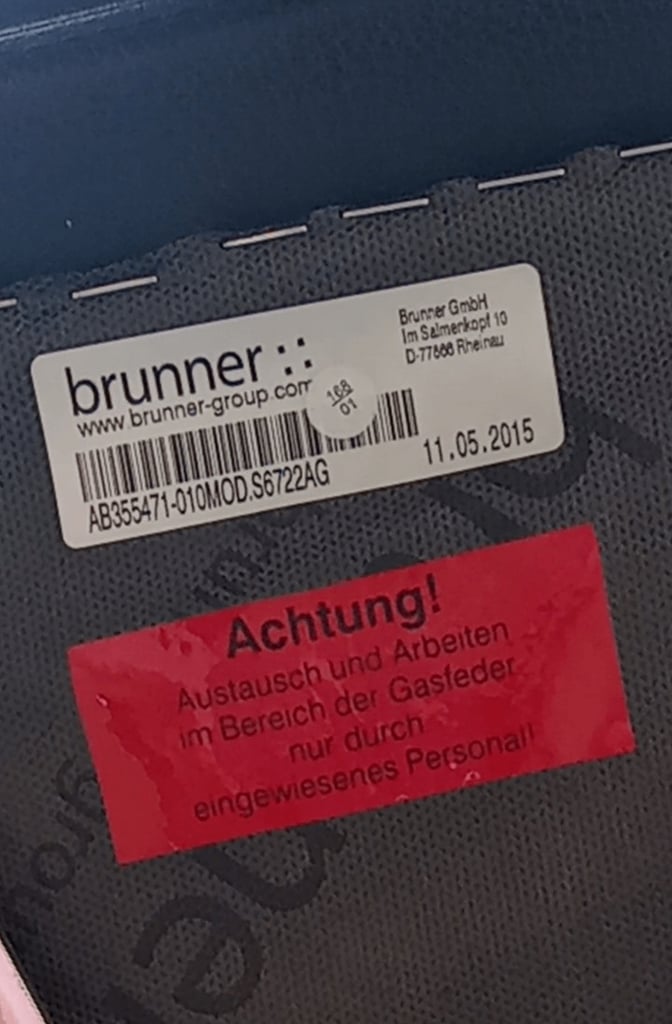 brunner ::
www.brunner-group.com
Brunner GmbH
Im Salmenkopf 10
D-77866 Rheinau
168
01
AB355471-010MOD.S6722AG
11.05.2015
Achtung!
Austausch und Arbeiten
im Bereich der Gasfeder
nur durch
eingewiesenes Personal!